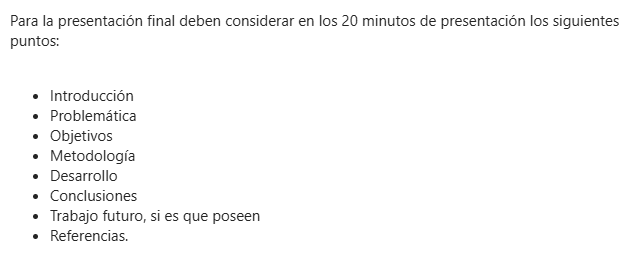 Para la presentación final deben considerar en los 20 minutos de presentación los siguientes
puntos:
• Introducción
• Problemática
• Objetivos
• Metodología
• Desarrollo
• Conclusiones
• Trabajo futuro, si es que poseen
• Referencias.